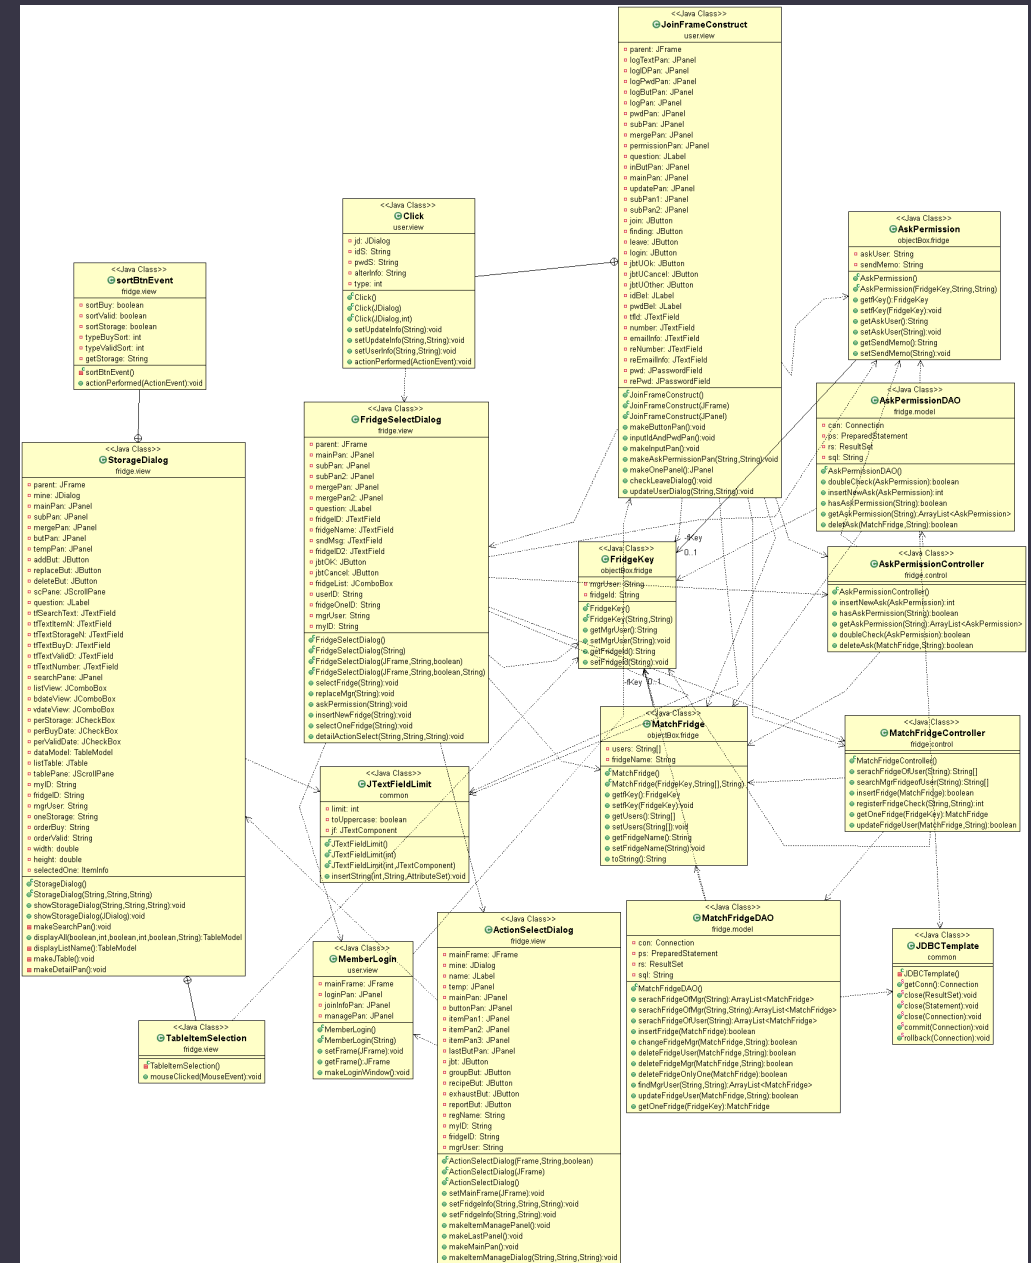 <<Java Class>>
JoinFrameConstruct
user.view
parent: JFrame
logTextPan: JPanel
logIDPan: JPanel
logPwdPan: JPanel
logButPan: JPanel
logPan: JPanel
pwdPan: JPanel
subPan: JPanel
mergePan: JPanel
permissionPan: JPanel
question: JLabel
inButPan: JPanel
mainPan: JPanel
updatePan: JPanel
subPan1: JPanel
subPan2: JPanel
join: JButton
finding: JButton
leave: JButton
login: JButton
jbtUOk: JButton
jbtUCancel: JButton
jbtUOther: JButton
idBel: JLabel
pwdBel: JLabel
tfId: JTextField
number: JTextField
emailInfo: JTextField
reNumber: JTextField
reEmailInfo: JTextField
pwd: JPasswordField
rePwd: JPasswordField
JoinFrameConstruct()
JoinFrameConstruct(JFrame)
JoinFrameConstruct(JPanel)
makeButtonPan():void
inputIdAndPwdPan():void
makeInputPan():void
makeAskPermissionPan(String,String):void
makeOnePanel():JPanel
checkLeaveDialog():void
updateUserDialog(String,String):void
<<Java Class>>
Click
user.view
jd: JDialog
idS: String
pwdS: String
alterInfo: String
type: int
Click()
Click(JDialog)
Click(JDialog,int)
setUpdateInfo(String):void
setUpdateInfo(String,String):void
setUserInfo(String,String):void
actionPerformed(ActionEvent):void
<<Java Class>>
AskPermission
objectBox.fridge
askUser: String
sendMemo: String
AskPermission()
AskPermission(FridgeKey,String,String)
getfKey():FridgeKey
setfKey(FridgeKey):void
getAskUser():String
setAskUser(String):void
getSendMemo():String
setSendMemo(String):void
<<Java Class>>
sortBtnEvent
fridge.view
sortBuy: boolean
sortValid: boolean
sortStorage: boolean
typeBuySort: int
typeValidSort: int
getStorage: String
sortBtnEvent()
actionPerformed(ActionEvent):void
<<Java Class>>
AskPermissionDAO
fridge.model
con: Connection
ps: PreparedStatement
rs: ResultSet
sql: String
AskPermissionDAO()
doubleCheck(AskPermission):boolean
insertNewAsk(AskPermission):int
hasAskPermission(String):boolean
getAskPermission(String):ArrayList<AskPermission>
deletAsk(MatchFridge,String):boolean
<<Java Class>>
FridgeSelectDialog
fridge.view
parent: JFrame
mainPan: JPanel
subPan: JPanel
subPan2: JPanel
mergePan: JPanel
mergePan2: JPanel
question: JLabel
fridgeID: JTextField
fridgeName: JTextField
sndMsg: JTextField
fridgeID2: JTextField
jbtOK: JButton
jbtCancel: JButton
fridgeList: JComboBox
userID: String
fridgeOneID: String
mgrUser: String
myID: String
FridgeSelectDialog()
FridgeSelectDialog(String)
FridgeSelectDialog(JFrame,String,boolean)
FridgeSelectDialog(JFrame,String,boolean,String)
selectFridge(String):void
replaceMgr(String):void
askPermission(String):void
insertNewFridge(String):void
selectOneFridge(String):void
detailActionSelect(String,String,String):void
<<Java Class>>
StorageDialog
fridge.view
parent: JFrame
mine: JDialog
mainPan: JPanel
subPan: JPanel
mergePan: JPanel
butPan: JPanel
tempPan: JPanel
addBut: JButton
replaceBut: JButton
deleteBut: JButton
scPane: JScrollPane
question: JLabel
tfSearchText: JTextField
tfTextItemN: JTextField
tfTextStorageN: JTextField
tfTextBuyD: JTextField
tfTextValidD: JTextField
tfTextNumber: JTextField
searchPane: JPanel
listView: JComboBox
bdateView: JComboBox
vdateView: JComboBox
perStorage: JCheckBox
perBuyDate: JCheckBox
perValidDate: JCheckBox
dataModel: TableModel
listTable: JTable
tablePane: JScrollPane
myID: String
fridgeID: String
mgrUser: String
oneStorage: String
orderBuy: String
orderValid: String
width: double
height: double
selectedOne: ItemInfo
StorageDialog()
StorageDialog(String,String,String)
showStorageDialog(String,String,String):void
showStorageDialog(JDialog):void
makeSearchPan():void
displayAll(boolean,int,boolean,int,boolean,String):TableModel
displayListName():TableModel
makeJTable():void
makeDetailPan():void
-fKey
0..1
<<Java Class>>
FridgeKey
objectBox.fridge
mgrUser: String
fridgeId: String
FridgeKey()
FridgeKey(String,String)
getMgrUser():String
setMgrUser(String):void
getFridgeId():String
setFridgeId(String):void
<<Java Class>>
AskPermissionController
fridge.control
AskPermissionController()
insertNewAsk(AskPermission):int
hasAskPermission(String):boolean
getAskPermission(String):ArrayList<AskPermission>
doubleCheck(AskPermission):boolean
deleteAsk(MatchFridge,String):boolean
-fKey
0..1
<<Java Class>>
MatchFridge
objectBox.fridge
users: String[]
fridgeName: String
MatchFridge()
MatchFridge(FridgeKey,String[],String)
getfKey():FridgeKey
setfKey(FridgeKey):void
getUsers():String[]
setUsers(String[]):void
getFridgeName():String
setFridgeName(String):void
toString():String
<<Java Class>>
MatchFridgeController
fridge.control
MatchFridgeController()
serachFridgeOfUser(String):String[]
searchMgrFridgeofUser(String):String[]
insertFridge(MatchFridge):boolean
registerFridgeCheck(String,String):int
getOneFridge(FridgeKey):MatchFridge
updateFridgeUser(MatchFridge,String):boolean
<<Java Class>>
JTextFieldLimit
common
limit: int
toUppercase: boolean
jf: JTextComponent
JTextFieldLimit()
JTextFieldLimit(int)
JTextFieldLimit(int,JTextComponent)
insertString(int,String,AttributeSet):void
<<Java Class>>
MatchFridgeDAO
fridge.model
con: Connection
ps: PreparedStatement
rs: ResultSet
sql: String
MatchFridgeDAO()
serachFridgeOfMgr(String):ArrayList<MatchFridge>
serachFridgeOfMgr(String,String):ArrayList<MatchFridge>
serachFridgeOfUser(String):ArrayList<MatchFridge>
insertFridge(MatchFridge):boolean
changeFridgeMgr(MatchFridge,String):boolean
deleteFridgeUser(MatchFridge,String):boolean
deleteFridgeMgr(MatchFridge,String):boolean
deleteFridgeOnlyOne(MatchFridge):boolean
findMgrUser(String,String):ArrayList<MatchFridge>
updateFridgeUser(MatchFridge,String):boolean
getOneFridge(FridgeKey):MatchFridge
<<Java Class>>
JDBCTemplate
common
JDBCTemplate()
getConn():Connection
close(ResultSet):void
close(Statement):void
close(Connection):void
commit(Connection):void
rollback(Connection):void
<<Java Class>>
ActionSelectDialog
fridge.view
mainFrame: JFrame
mine: JDialog
name: JLabel
temp: JPanel
mainPan: JPanel
buttonPan: JPanel
itemPan1: JPanel
itemPan2: JPanel
itemPan3: JPanel
lastButPan: JPanel
jbt: JButton
groupBut: JButton
recipeBut: JButton
exhaustBut: JButton
reportBut: JButton
regName: String
myID: String
fridgeID: String
mgrUser: String
ActionSelectDialog(Frame,String,boolean)
ActionSelectDialog(JFrame)
ActionSelectDialog()
setMainFrame(JFrame):void
setFridgeInfo(String,String,String):void
setFridgeInfo(String,String):void
makeItemManagePanel():void
makeLastPanel():void
makeMainPan():void
makeItemManageDialog(String,String,String):void
<<Java Class>>
MemberLogin
user.view
mainFrame: JFrame
loginPan: JPanel
joinInfoPan: JPanel
managePan: JPanel
MemberLogin()
MemberLogin(String)
setFrame(JFrame):void
getFrame():JFrame
makeLoginWindow():void
<<Java Class>>
TableItemSelection
fridge.view
TableItemSelection()
mouseClicked(MouseEvent):void